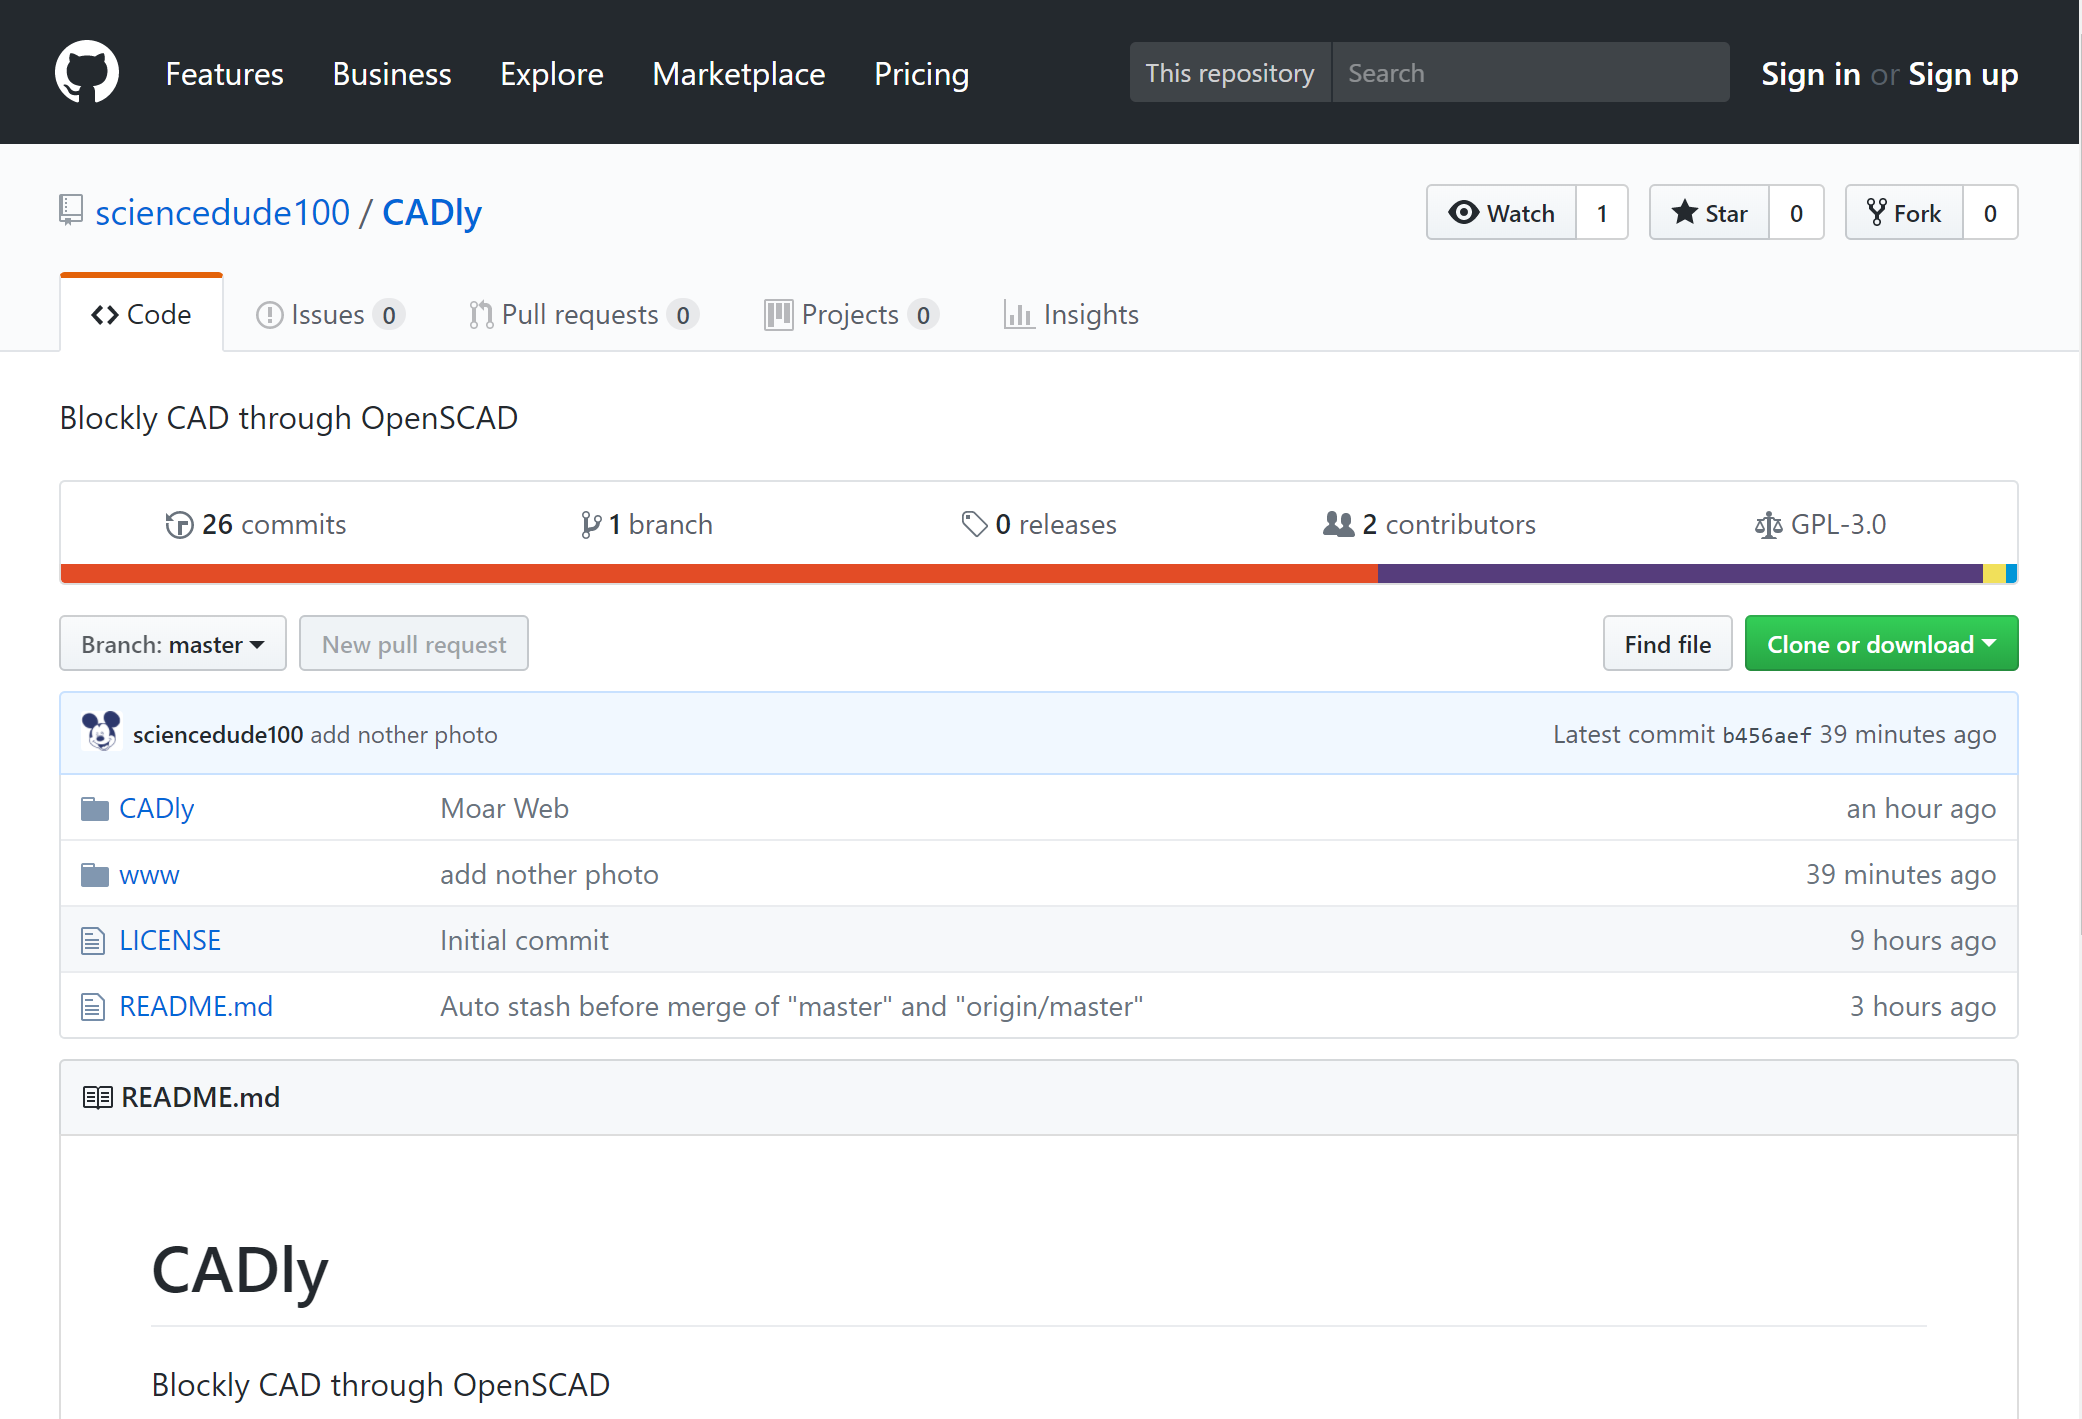 Features Business Explore Marketplace Pricing This repository Search Sign in or Sign up
sciencedude100 / CADly Watch 1 Star 0 Fork 0
Code Issues 0 Pull requests 0 Projects 0 Insights
Blockly CAD through OpenSCAD
26 commits 1 branch 0 releases 2 contributors GPL-3.0
Branch: master New pull request Find file Clone or download
sciencedude100 add nother photo Latest commit b456aef 39 minutes ago
CADly Moar Web an hour ago
www add nother photo 39 minutes ago
LICENSE Initial commit 9 hours ago
README.md Auto stash before merge of "master" and "origin/master" 3 hours ago
README.md
CADly
Blockly CAD through OpenSCAD